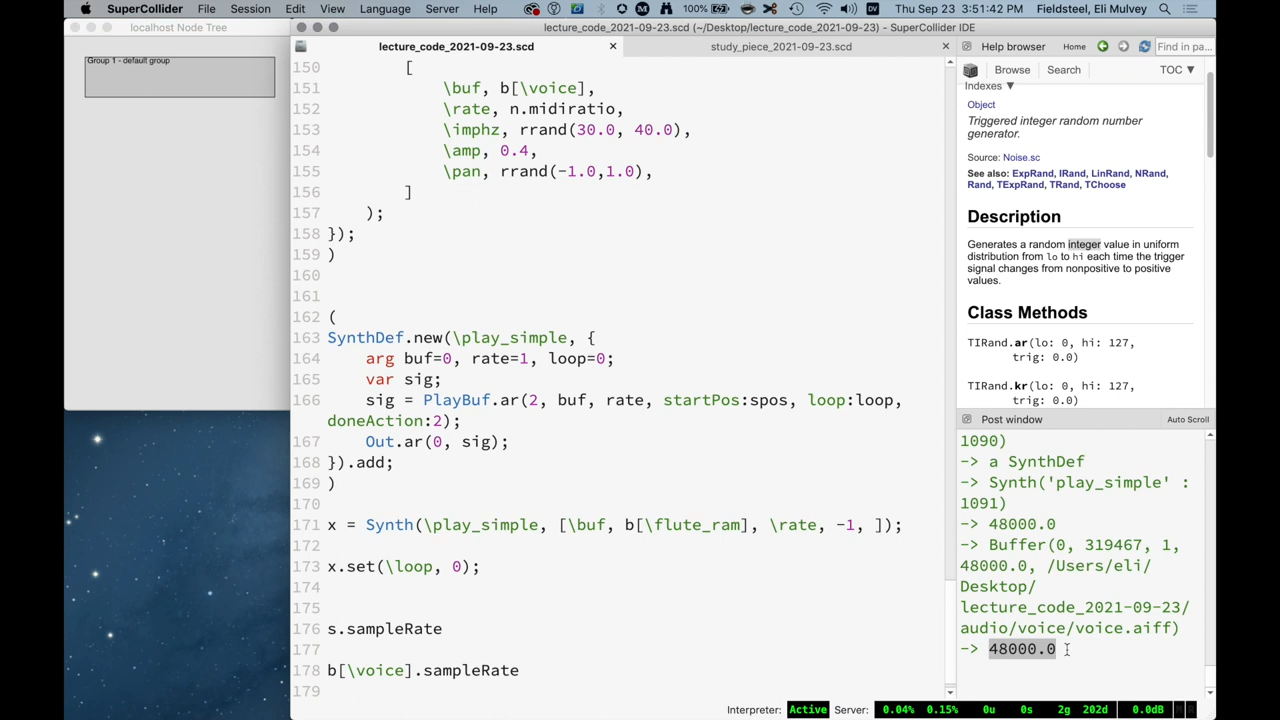 SuperCollider File Edit View Language Server Help 100% Thu Sep 23 3:51:42 PM Fieldsteel, Eli Mulvey
localhost Node Tree
Group 1 - default group
lecture_code_2021-09-23.scd (~/Desktop/lecture_code_2021-09-23) - SuperCollider IDE
lecture_code_2021-09-23.scd study_piece_2021-09-23.scd
150 [
151 \buf, b[\voice],
152 \rate, n.midiratio,
153 \imphz, rrand(30.0, 40.0),
154 \amp, 0.4,
155 \pan, rrand(-1.0,1.0),
156 ]
157 );
158 });
159 )
160
161
162 (
163 SynthDef.new(\play_simple, {
164 arg buf=0, rate=1, loop=0;
165 var sig;
166 sig = PlayBuf.ar(2, buf, rate, startPos:spos, loop:loop,
doneAction:2);
167 Out.ar(0, sig);
168 }).add;
169 )
170
171 x = Synth(\play_simple, [\buf, b[\flute_ram], \rate, -1, ]);
172
173 x.set(\loop, 0);
174
175
176 s.sampleRate
177
178 b[\voice].sampleRate
179
Help browser Home Find in pa...
Browse Search TOC ▼
Indexes ▼
Object
Triggered integer random number
generator.
Source: Noise.sc
See also: ExpRand, IRand, LinRand, NRand,
Rand, TExpRand, TRand, TChoose
Description
Generates a random integer value in uniform
distribution from lo to hi each time the trigger
signal changes from nonpositive to positive
values.
Class Methods
TIRand.ar(lo: 0, hi: 127,
trig: 0.0)
TIRand.kr(lo: 0, hi: 127,
trig: 0.0)
Post window Auto Scroll
1090)
-> a SynthDef
-> Synth('play_simple' :
1091)
-> 48000.0
-> Buffer(0, 319467, 1,
48000.0, /Users/eli/
Desktop/
lecture_code_2021-09-23/
audio/voice/voice.aiff)
-> 48000.0
Interpreter: Active Server: 0.04% 0.15% 0u 0s 2g 202d 0.0dB M R